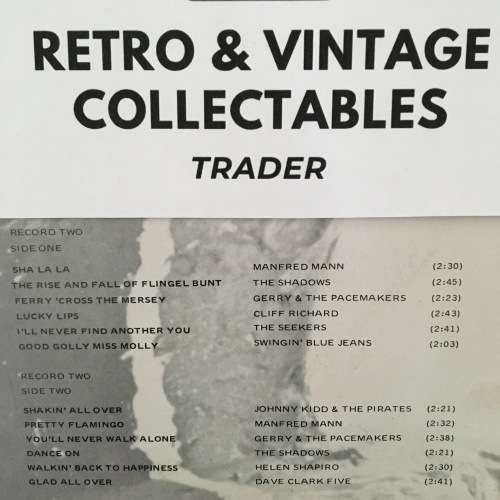 RETRO & VINTAGE
COLLECTABLES
TRADER
RECORD TWO
SIDE ONE
SHA LA LA MANFRED MANN (2:30)
THE RISE AND FALL OF FLINGEL BUNT THE SHADOWS (2:45)
FERRY 'CROSS THE MERSEY GERRY & THE PACEMAKERS (2:23)
LUCKY LIPS CLIFF RICHARD (2:43)
I'LL NEVER FIND ANOTHER YOU THE SEEKERS (2:41)
GOOD GOLLY MISS MOLLY SWINGIN' BLUE JEANS (2:03)
RECORD TWO
SIDE TWO
SHAKIN' ALL OVER JOHNNY KIDD & THE PIRATES (2:21)
PRETTY FLAMINGO MANFRED MANN (2:32)
YOU'LL NEVER WALK ALONE GERRY & THE PACEMAKERS (2:38)
DANCE ON THE SHADOWS (2:21)
WALKIN' BACK TO HAPPINESS HELEN SHAPIRO (2:30)
GLAD ALL OVER DAVE CLARK FIVE (2:41)